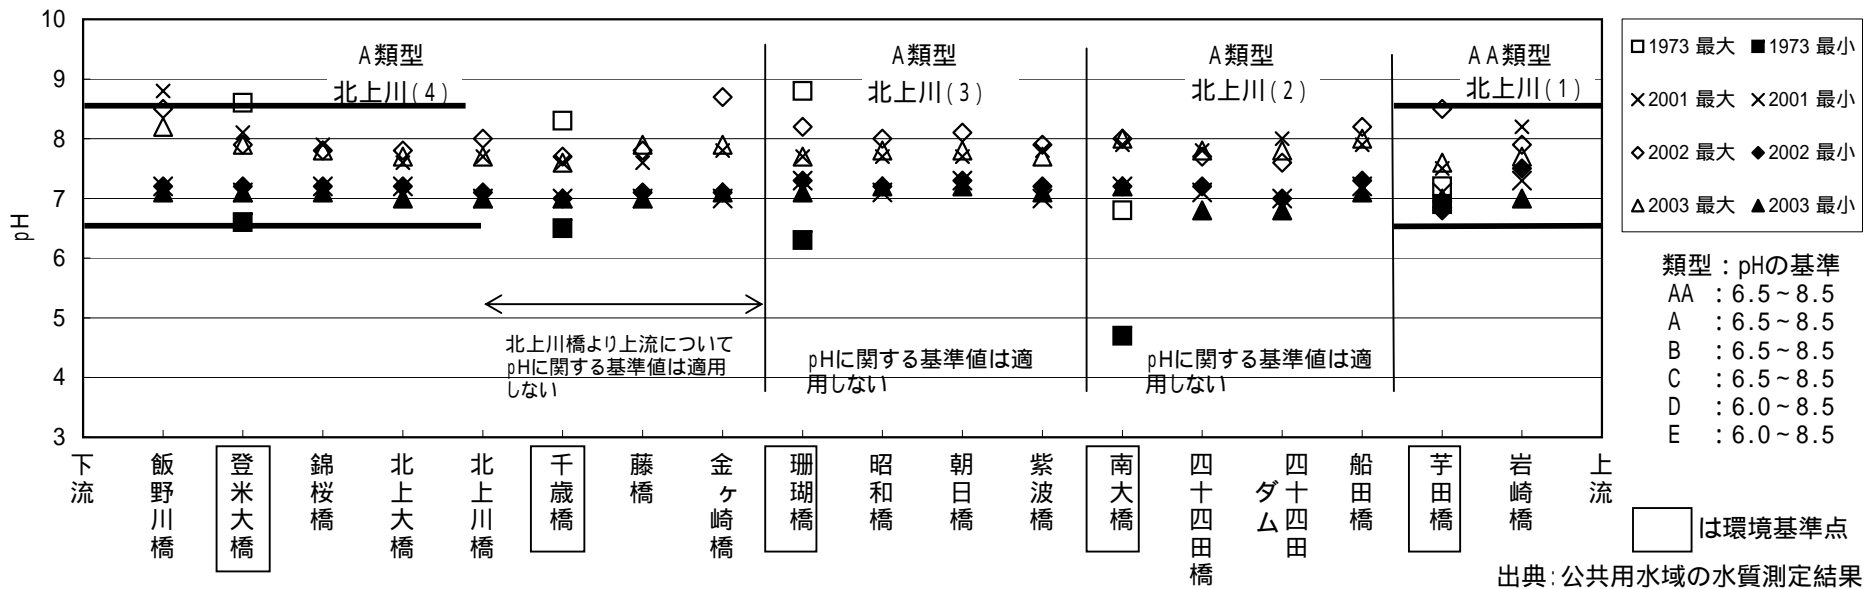 10
9
8
7
6
5
4
3
pH
A類型
北上川(4)
A類型
北上川(3)
A類型
北上川(2)
AA類型
北上川(1)
北上川橋より上流について
pHに関する基準値は適用
しない
pHに関する基準値は適
用しない
pHに関する基準値は適
用しない
下流
飯野川橋
登米大橋
錦桜橋
北上大橋
北上川橋
千歳橋
藤橋
金ヶ崎橋
珊瑚橋
昭和橋
朝日橋
紫波橋
南大橋
四十四田橋
四十四田
ダム
船田橋
芋田橋
岩崎橋
上流
□1973 最大 ■1973 最小
×2001 最大 ×2001 最小
◇2002 最大 ◆2002 最小
△2003 最大 ▲2003 最小
類型:pHの基準
AA :6.5~8.5
A :6.5~8.5
B :6.5~8.5
C :6.5~8.5
D :6.0~8.5
E :6.0~8.5
は環境基準点
出典:公共用水域の水質測定結果